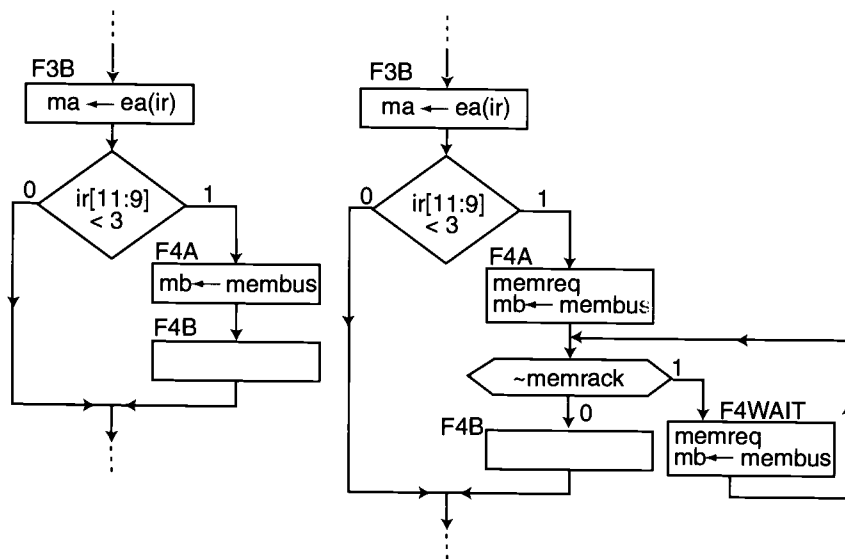 F3B
ma ← ea(ir)
0
ir[11:9]
< 3
1
F4A
mb ← membus
F4B
F3B
ma ← ea(ir)
0
ir[11:9]
< 3
1
F4A
memreq
mb ← membus
~memrack
1
0
F4B
F4WAIT
memreq
mb ← membus